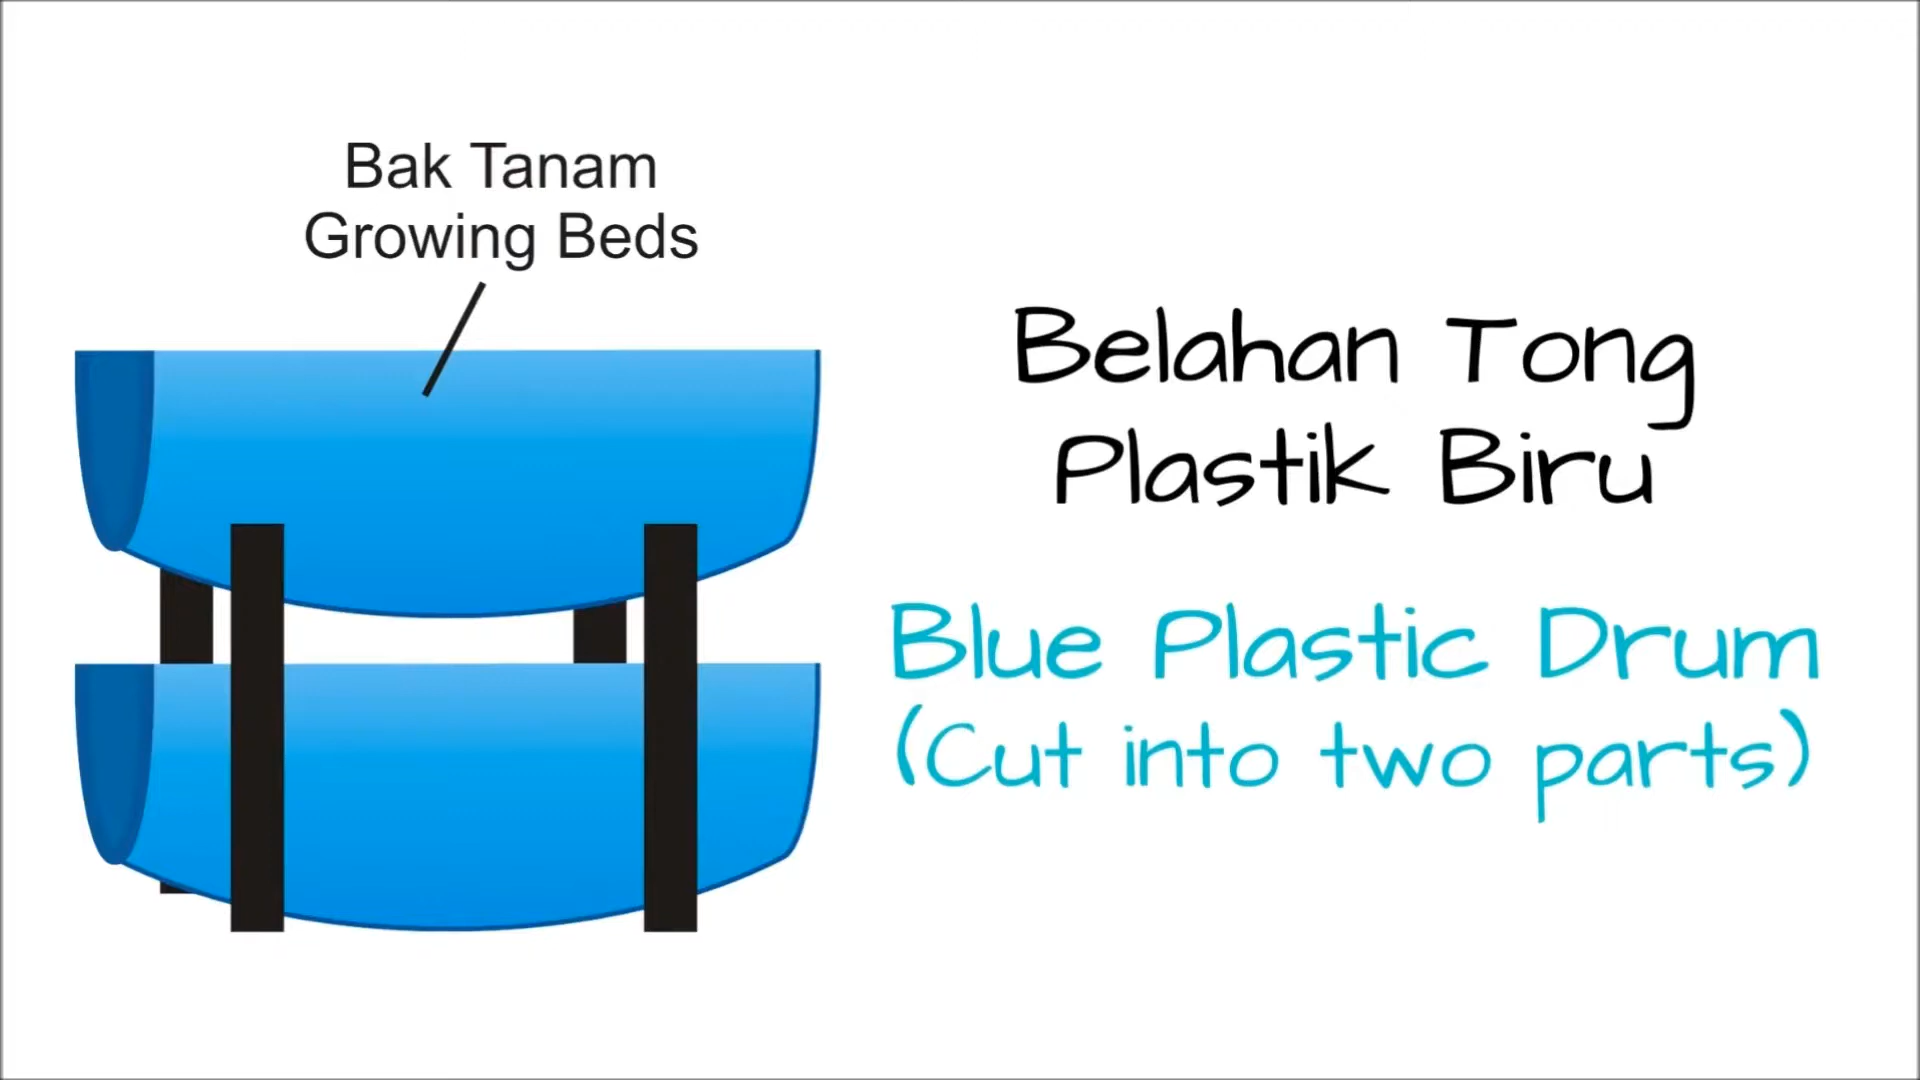 Bak Tanam
Growing Beds
Belahan Tong
Plastik Biru
Blue Plastic Drum
(Cut into two parts)